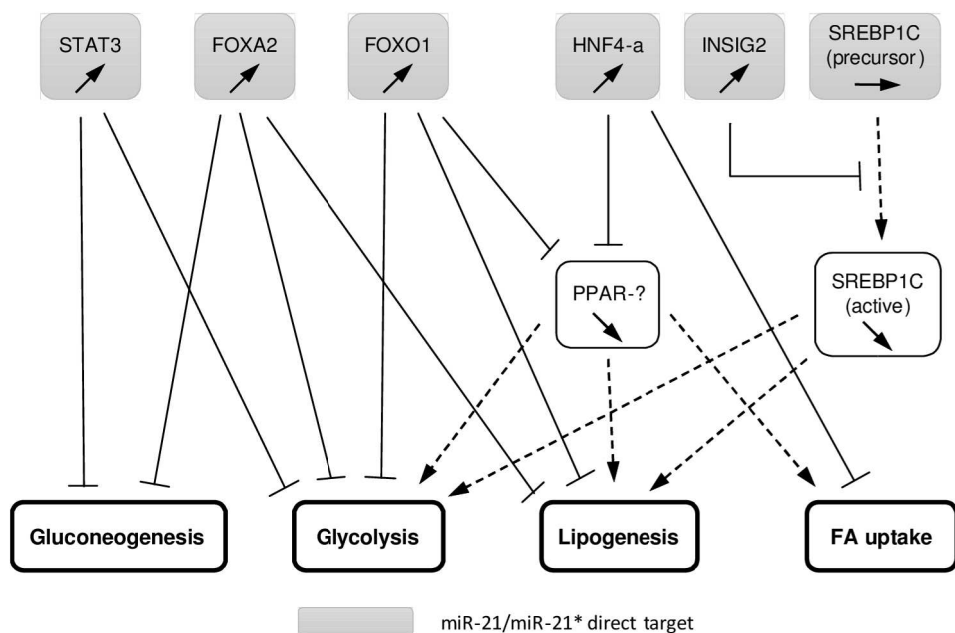 STAT3
FOXA2
FOXO1
HNF4-a
INSIG2
SREBP1C
(precursor)
PPAR-?
SREBP1C
(active)
Gluconeogenesis
Glycolysis
Lipogenesis
FA uptake
miR-21/miR-21* direct target